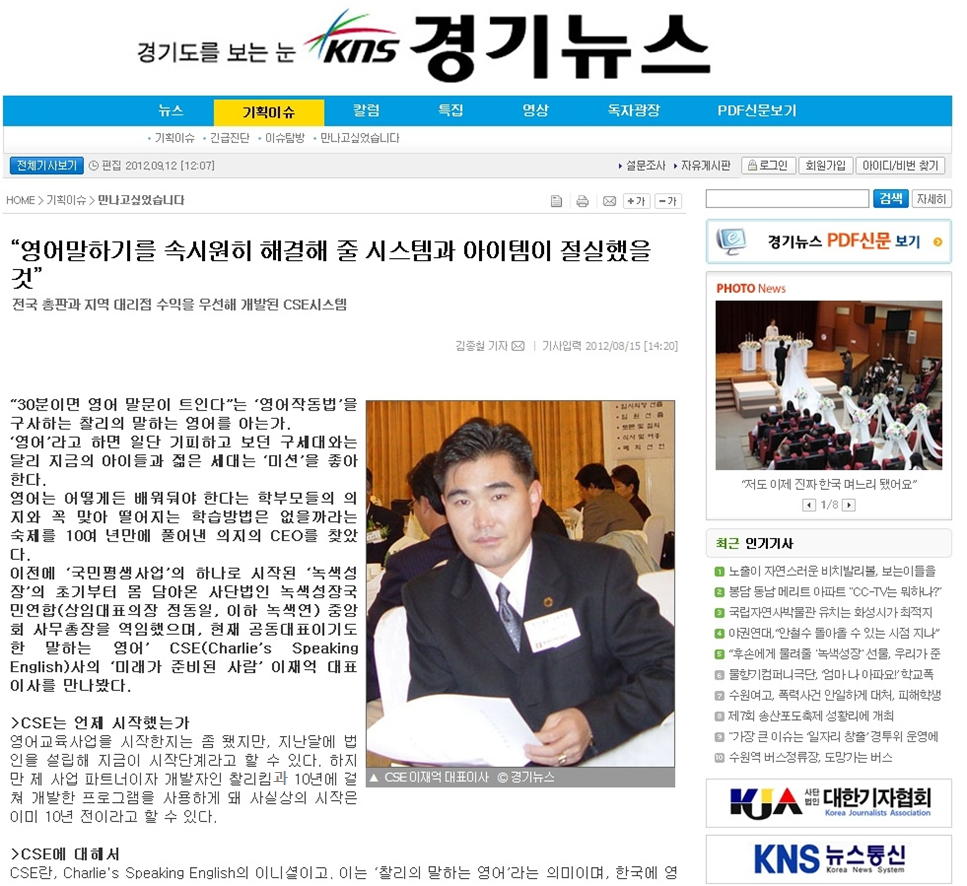 경기도를 보는 눈 KNS 경기뉴스
뉴스 기획이슈 칼럼 특집 영상 독자광장 PDF신문보기
· 기획이슈 · 긴급진단 · 이슈탐방 · 만나고싶었습니다
전체기사보기 편집 2012.09.12 [12:07] 설문조사 자유게시판 로그인 회원가입 아이디/비번 찾기
HOME > 기획이슈 > 만나고싶었습니다
+가 -가
검색 자세히
“영어말하기를 속시원히 해결해 줄 시스템과 아이템이 절실했을
것”
전국 총판과 지역 대리점 수익을 우선해 개발된 CSE시스템
김종철 기자 | 기사입력 2012/08/15 [14:20]
“30분이면 영어 말문이 트인다”는 ‘영어작동법’을
구사하는 찰리의 말하는 영어를 아는가.
‘영어’라고 하면 일단 기피하고 보던 구세대와는
달리 지금의 아이들과 젊은 세대는 ‘미션’을 좋아
한다.
영어는 어떻게든 배워둬야 한다는 학부모들의 의
지와 꼭 맞아 떨어지는 학습방법은 없을까라는
숙제를 10여 년만에 풀어낸 의지의 CEO를 찾았
다.
이전에 ‘국민평생사업’의 하나로 시작된 ‘녹색성
장’의 초기부터 몸 담아온 사단법인 녹색성장국
민연합(상임대표의장 정동일, 이하 녹색연) 중앙
회 사무총장을 역임했으며, 현재 공동대표이기도
한 말하는 영어’ CSE(Charlie’s Speaking
English)사의 ‘미래가 준비된 사람’ 이재억 대표
이사를 만나봤다.
>CSE는 언제 시작했는가
영어교육사업을 시작한지는 좀 됐지만, 지난달에 법
인을 설립해 지금이 시작단계라고 할 수 있다. 하지
만 제 사업 파트너이자 개발자인 찰리킴과 10년에 걸
쳐 개발한 프로그램을 사용하게 돼 사실상의 시작은
이미 10년 전이라고 할 수 있다.
>CSE에 대해서
CSE란, Charlie's Speaking English의 이니셜이고, 이는 ‘찰리의 말하는 영어’라는 의미이며, 한국에 영
▲ CSE 이재억 대표이사 © 경기뉴스
경기뉴스 PDF신문 보기
PHOTO News
“저도 이제 진짜 한국 며느리 됐어요”
1/8
최근 인기기사
1 노출이 자연스러운 비치발리볼, 보는이들을
2 봉담 동남 메리트 아파트 “CC-TV는 뭐하나?”
3 국립자연사박물관 유치는 화성시가 최적지
4 야권연대,“안철수 돌아올 수 있는 시점 지나”
5 “후손에게 물려줄 ‘녹색성장’ 선물, 우리가 준
6 물향기컴퍼니극단, ‘엄마 나 아파요!’ 학교폭
7 수원여고, 폭력사건 안일하게 대처, 피해학생
8 제7회 송산포도축제 성황리에 개최
9 “가장 큰 이슈는 ‘일자리 창출’ 경투위 운영에
10 수원역 버스정류장, 도망가는 버스
KJA 사단법인 대한기자협회
Korea Journalists Association
KNS 뉴스통신
Korea News System